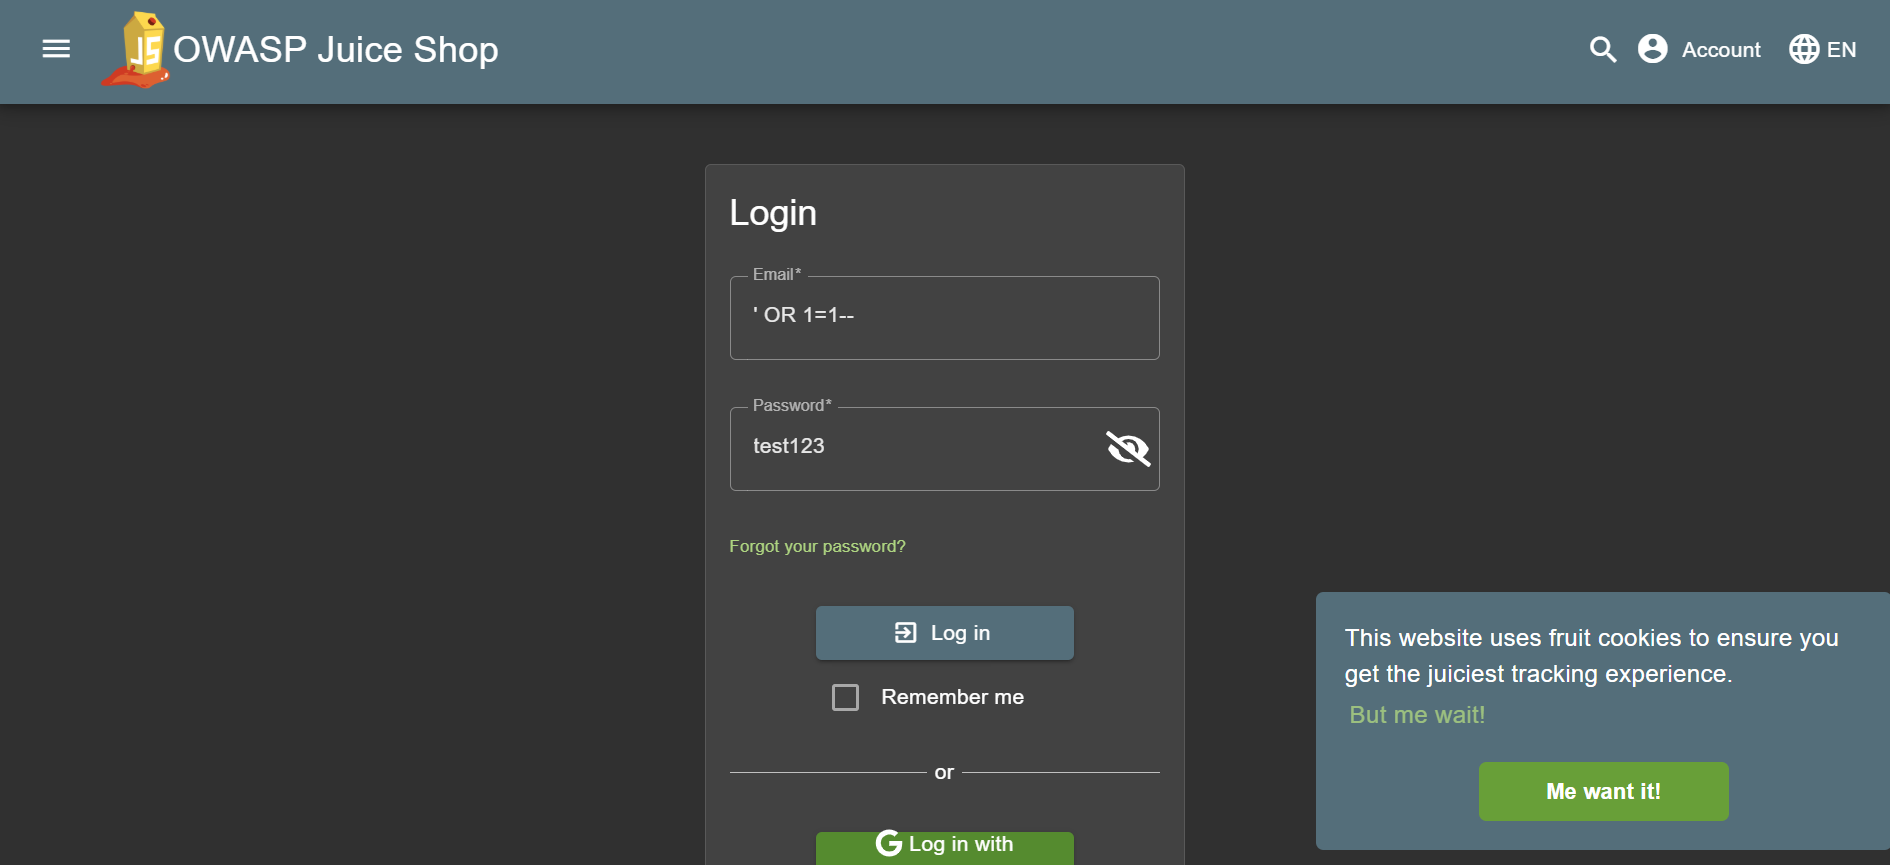 JS OWASP Juice Shop
Account
EN
Login
Email*
' OR 1=1--
Password*
test123
Forgot your password?
Log in
Remember me
or
G Log in with
This website uses fruit cookies to ensure you
get the juiciest tracking experience.
But me wait!
Me want it!